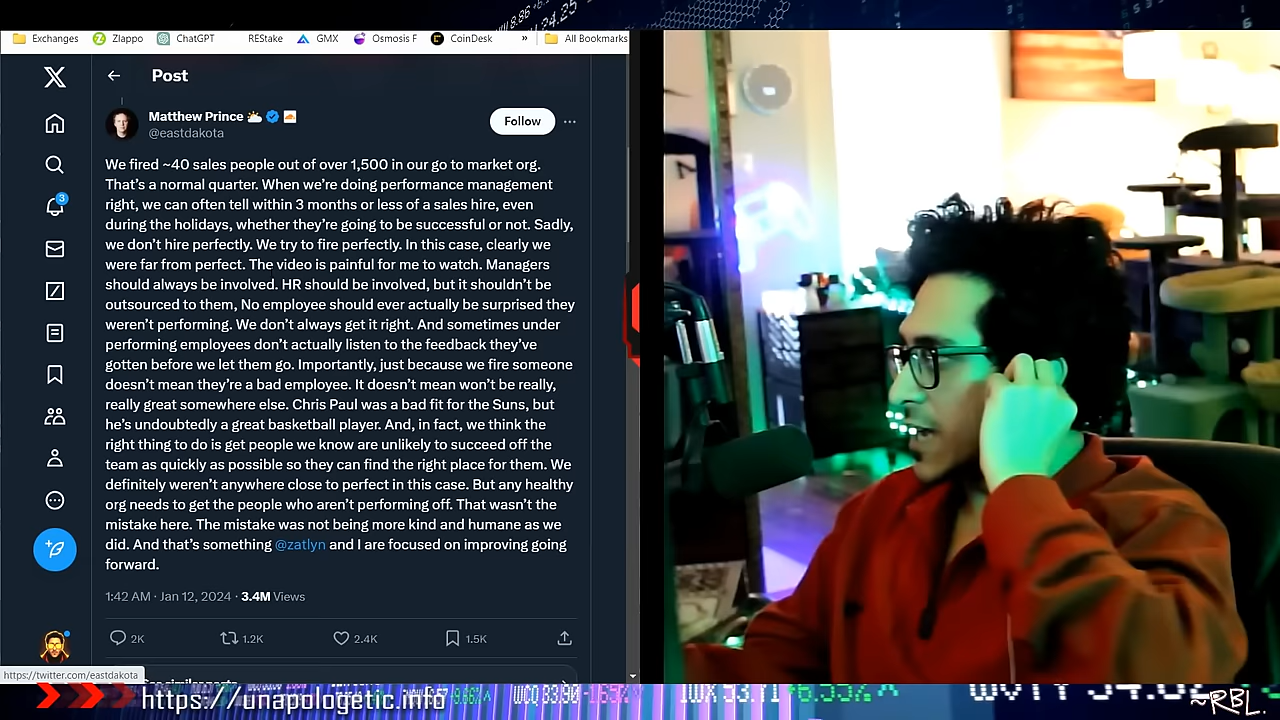 8.86
24.25
6
Exchanges Zlappo ChatGPT REStake GMX Osmosis F CoinDesk » All Bookmarks
Post
Matthew Prince
@eastdakota
Follow
We fired ~40 sales people out of over 1,500 in our go to market org.
That's a normal quarter. When we're doing performance management
right, we can often tell within 3 months or less of a sales hire, even
during the holidays, whether they're going to be successful or not. Sadly,
we don't hire perfectly. We try to fire perfectly. In this case, clearly we
were far from perfect. The video is painful for me to watch. Managers
should always be involved. HR should be involved, but it shouldn't be
outsourced to them, No employee should ever actually be surprised they
weren't performing. We don't always get it right. And sometimes under
performing employees don't actually listen to the feedback they've
gotten before we let them go. Importantly, just because we fire someone
doesn't mean they're a bad employee. It doesn't mean won't be really,
really great somewhere else. Chris Paul was a bad fit for the Suns, but
he's undoubtedly a great basketball player. And, in fact, we think the
right thing to do is get people we know are unlikely to succeed off the
team as quickly as possible so they can find the right place for them. We
definitely weren't anywhere close to perfect in this case. But any healthy
org needs to get the people who aren't performing off. That wasn't the
mistake here. The mistake was not being more kind and humane as we
did. And that's something @zatlyn and I are focused on improving going
forward.
1:42 AM · Jan 12, 2024 · 3.4M Views
2K 1.2K 2.4K 1.5K
3
https://twitter.com/eastdakota
https://unapologetic.info
~RBL.